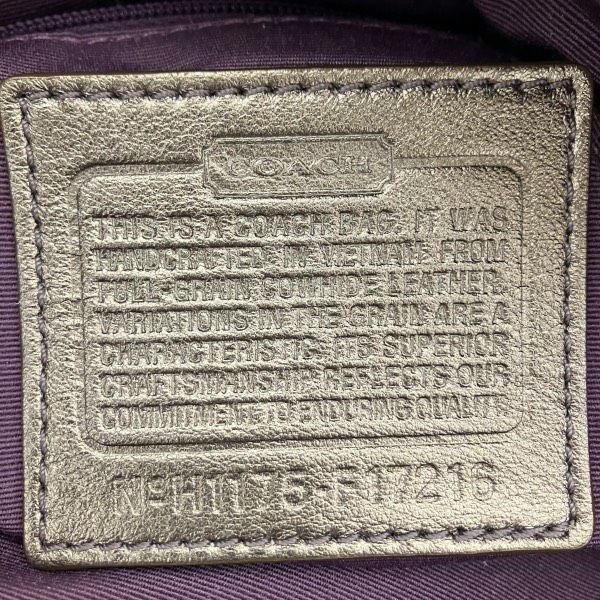 COACH
THIS IS A COACH BAG. IT WAS
HANDCRAFTED IN VIETNAM FROM
FULL-GRAIN COWHIDE LEATHER.
VARIATIONS IN THE GRAIN ARE A
CHARACTERISTIC. ITS SUPERIOR
CRAFTSMANSHIP REFLECTS OUR
COMMITMENT TO ENDURING QUALITY.
Nº H1175-F17216